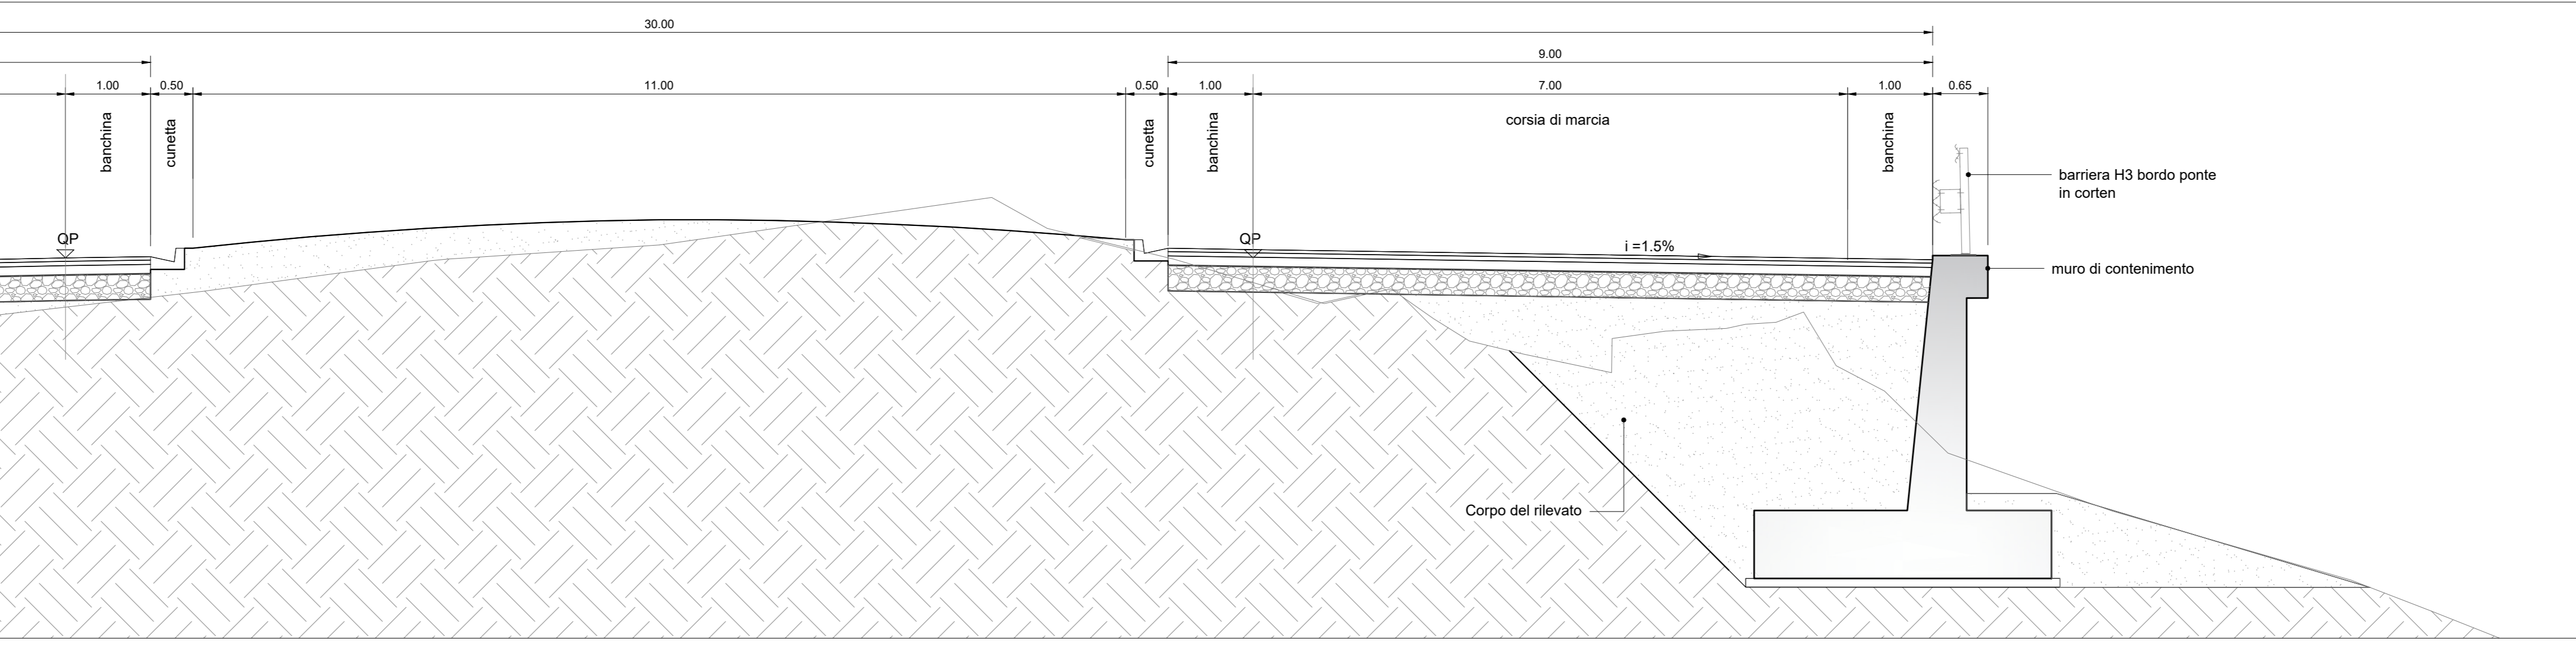 30.00
9.00
1.00
0.50
11.00
0.50
1.00
7.00
1.00
0.65
banchina
cunetta
cunetta
banchina
corsia di marcia
banchina
barriera H3 bordo ponte
in corten
QP
QP
i =1.5%
muro di contenimento
Corpo del rilevato